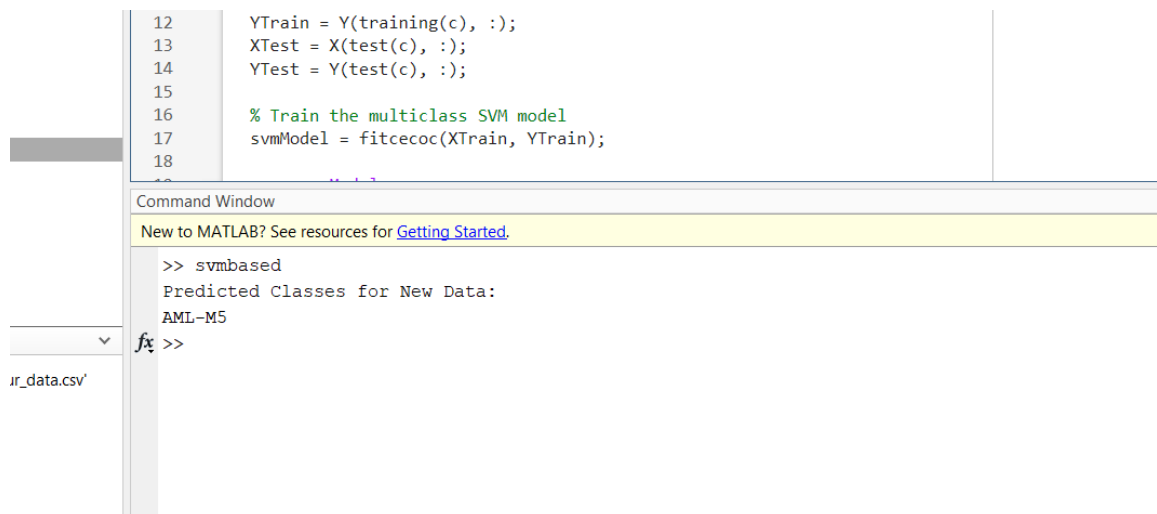 12 YTrain = Y(training(c), :);
13 XTest = X(test(c), :);
14 YTest = Y(test(c), :);
15
16 % Train the multiclass SVM model
17 svmModel = fitcecoc(XTrain, YTrain);
18
Command Window
New to MATLAB? See resources for Getting Started.
>> svmbased
Predicted Classes for New Data:
AML-M5
fx >>
ur_data.csv'